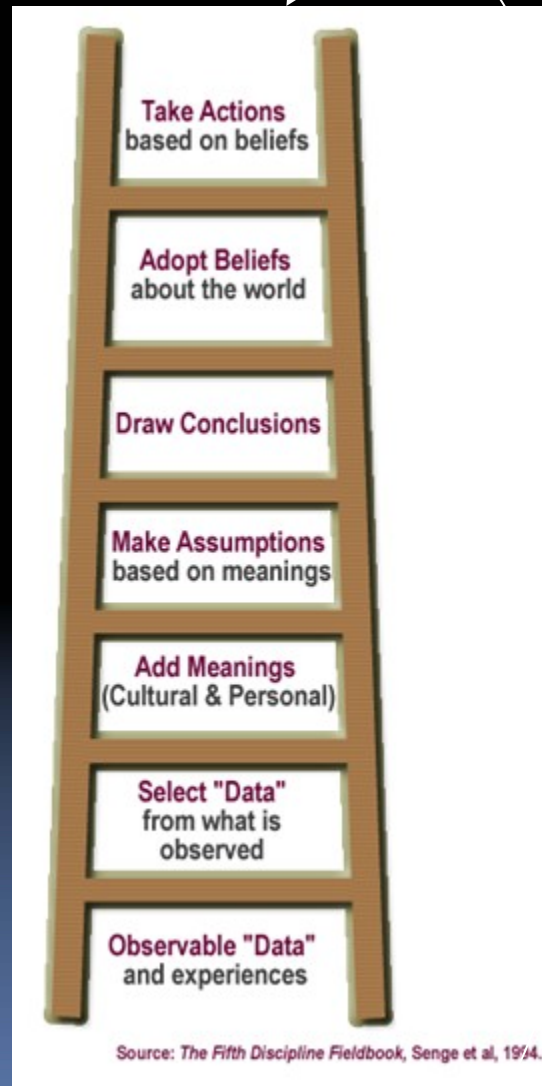 Take Actions
based on beliefs
Adopt Beliefs
about the world
Draw Conclusions
Make Assumptions
based on meanings
Add Meanings
(Cultural & Personal)
Select "Data"
from what is
observed
Observable "Data"
and experiences
Source: The Fifth Discipline Fieldbook, Senge et al, 1994.